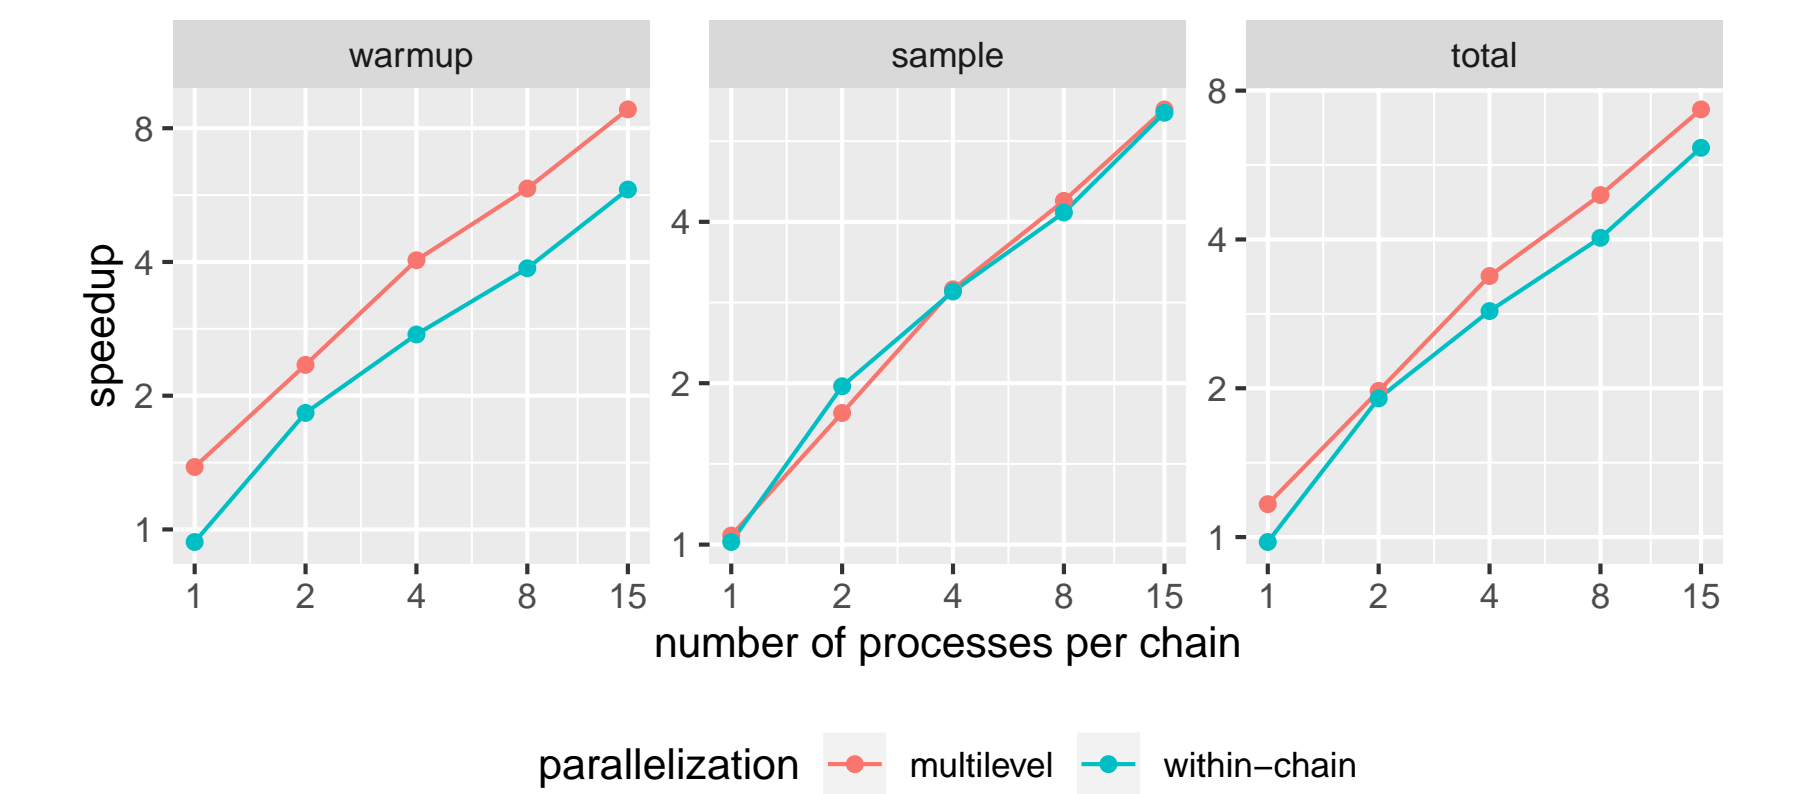 warmup sample total
speedup
8
4
2
1
4
2
1
8
4
2
1
1 2 4 8 15 1 2 4 8 15 1 2 4 8 15
number of processes per chain
parallelization multilevel within−chain